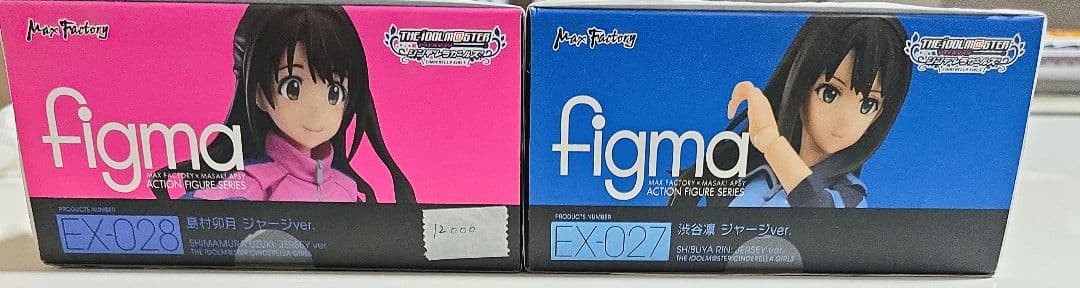 Max Factory
THE IDOLM@STER
シンデレラガールズ
CINDERELLA GIRLS
figma
MAX FACTORY × MASAKI APSY
ACTION FIGURE SERIES
PRODUCTS NUMBER
EX-028
島村卯月 ジャージver.
SHIMAMURA UZUKI: JERSEY ver.
THE IDOLM@STER CINDERELLA GIRLS
12000
Max Factory
THE IDOLM@STER
シンデレラガールズ
CINDERELLA GIRLS
figma
MAX FACTORY × MASAKI APSY
ACTION FIGURE SERIES
PRODUCTS NUMBER
EX-027
渋谷凛 ジャージver.
SHIBUYA RIN: JERSEY ver.
THE IDOLM@STER CINDERELLA GIRLS